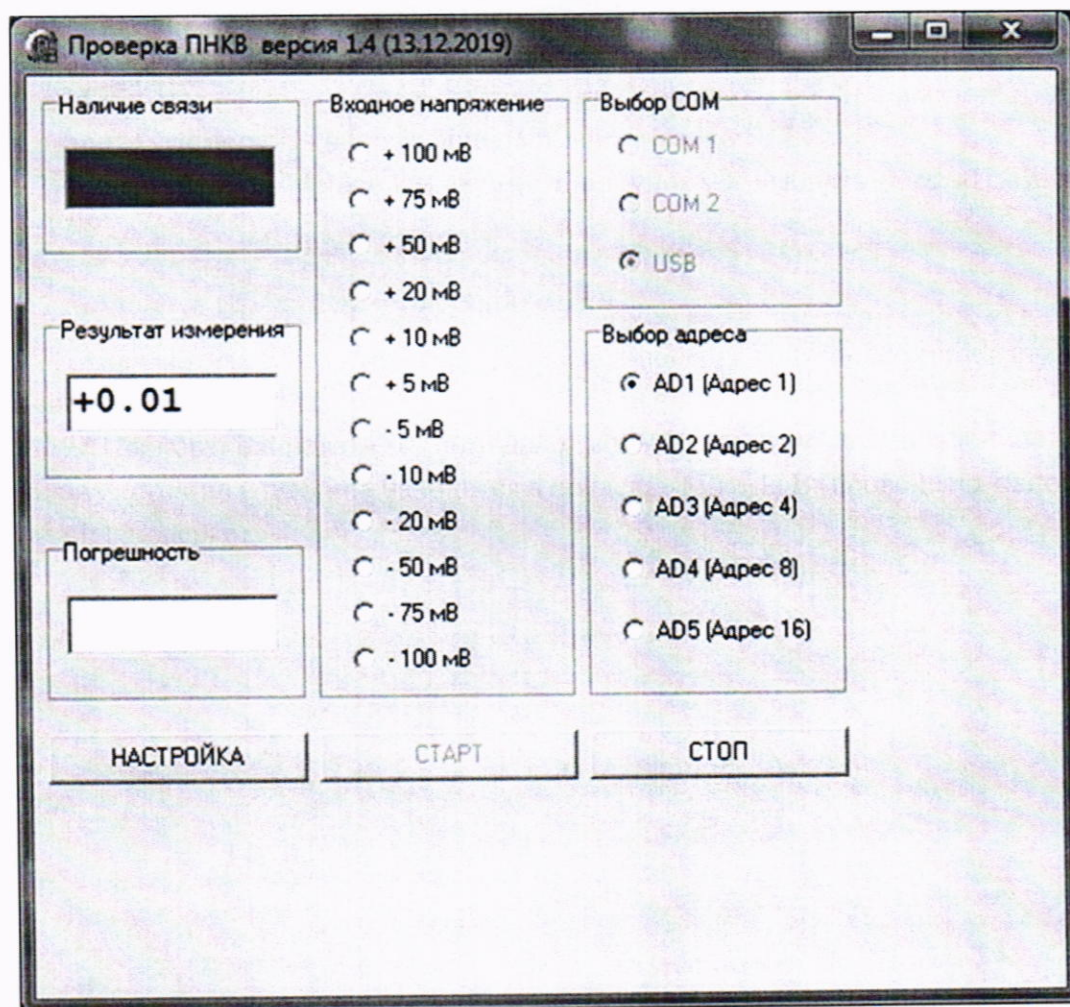 Проверка ПНКВ версия 1.4 (13.12.2019)
Наличие связи
Результат измерения
+0.01
Погрешность
Входное напряжение
+ 100 мВ
+ 75 мВ
+ 50 мВ
+ 20 мВ
+ 10 мВ
+ 5 мВ
- 5 мВ
- 10 мВ
- 20 мВ
- 50 мВ
- 75 мВ
- 100 мВ
Выбор COM
COM 1
COM 2
USB
Выбор адреса
AD1 (Адрес 1)
AD2 (Адрес 2)
AD3 (Адрес 4)
AD4 (Адрес 8)
AD5 (Адрес 16)
НАСТРОЙКА
СТАРТ
СТОП